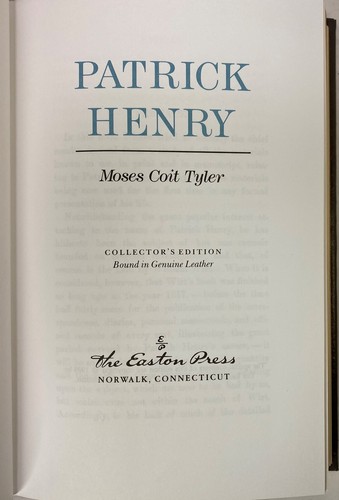 PATRICK
HENRY
Moses Coit Tyler
COLLECTOR'S EDITION
Bound in Genuine Leather
E/P
the Easton Press
NORWALK, CONNECTICUT